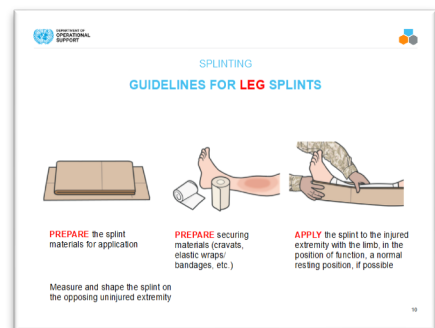 DEPARTMENT OF
OPERATIONAL
SUPPORT
SPLINTING
GUIDELINES FOR LEG SPLINTS
PREPARE the splint
materials for application
PREPARE securing
materials (cravats,
elastic wraps/
bandages, etc.)
APPLY the splint to the injured
extremity with the limb, in the
position of function, a normal
resting position, if possible
Measure and shape the splint on
the opposing uninjured extremity
10